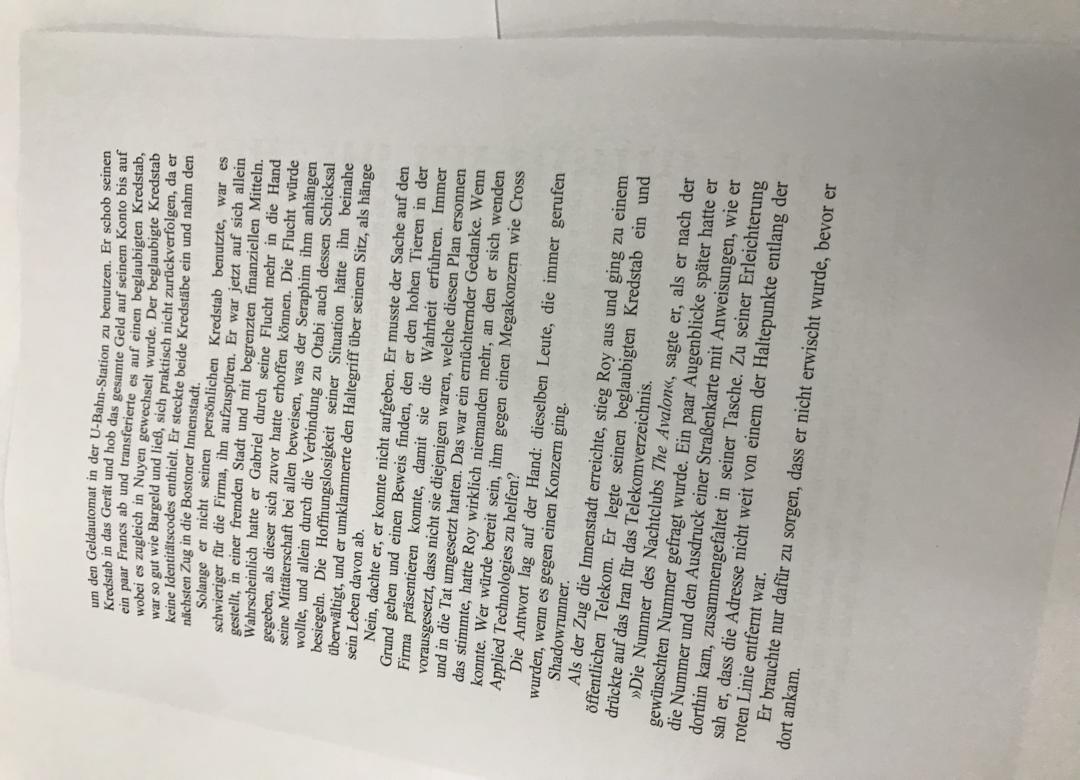 um den Geldautomat in der U-Bahn-Station zu benutzen. Er schob seinen
Kredstab in das Gerät und hob das gesamte Geld auf seinem Konto bis auf
ein paar Francs ab und transferierte es auf einen beglaubigten Kredstab,
wobei es zugleich in Nuyen gewechselt wurde. Der beglaubigte Kredstab
war so gut wie Bargeld und ließ, sich praktisch nicht zurückverfolgen, da er
keine Identitätscodes enthielt. Er steckte beide Kredstäbe ein und nahm den
nächsten Zug in die Bostoner Innenstadt.
Solange er nicht seinen persönlichen Kredstab benutzte, war es
schwieriger für die Firma, ihn aufzuspüren. Er war jetzt auf sich allein
gestellt, in einer fremden Stadt und mit begrenzten finanziellen Mitteln.
Wahrscheinlich hatte er Gabriel durch seine Flucht mehr in die Hand
gegeben, als dieser sich zuvor hatte erhoffen können. Die Flucht würde
seine Mittäterschaft bei allen beweisen, was der Seraphim ihm anhängen
wollte, und allein durch die Verbindung zu Otabi auch dessen Schicksal
besiegeln. Die Hoffnungslosigkeit seiner Situation hätte ihn beinahe
überwältigt, und er umklammerte den Haltegriff über seinem Sitz, als hänge
sein Leben davon ab.
Nein, dachte er, er konnte nicht aufgeben. Er musste der Sache auf den
Grund gehen und einen Beweis finden, den er den hohen Tieren in der
Firma präsentieren konnte, damit sie die Wahrheit erfuhren. Immer
vorausgesetzt, dass nicht sie diejenigen waren, welche diesen Plan ersonnen
und in die Tat umgesetzt hatten. Das war ein ernüchternder Gedanke. Wenn
das stimmte, hatte Roy wirklich niemanden mehr, an den er sich wenden
konnte. Wer würde bereit sein, ihm gegen einen Megakonzern wie Cross
Applied Technologies zu helfen?
Die Antwort lag auf der Hand: dieselben Leute, die immer gerufen
wurden, wenn es gegen einen Konzern ging.
Shadowrunner.
Als der Zug die Innenstadt erreichte, stieg Roy aus und ging zu einem
öffentlichen Telekom. Er legte seinen beglaubigten Kredstab ein und
drückte auf das Iran für das Telekomverzeichnis.
»Die Nummer des Nachtclubs The Avalon««, sagte er, als er nach der
gewünschten Nummer gefragt wurde. Ein paar Augenblicke später hatte er
die Nummer und den Ausdruck einer Straßenkarte mit Anweisungen, wie er
dorthin kam, zusammengefaltet in seiner Tasche. Zu seiner Erleichterung
sah er, dass die Adresse nicht weit von einem der Haltepunkte entlang der
roten Linie entfernt war.
Er brauchte nur dafür zu sorgen, dass er nicht erwischt wurde, bevor er
dort ankam.